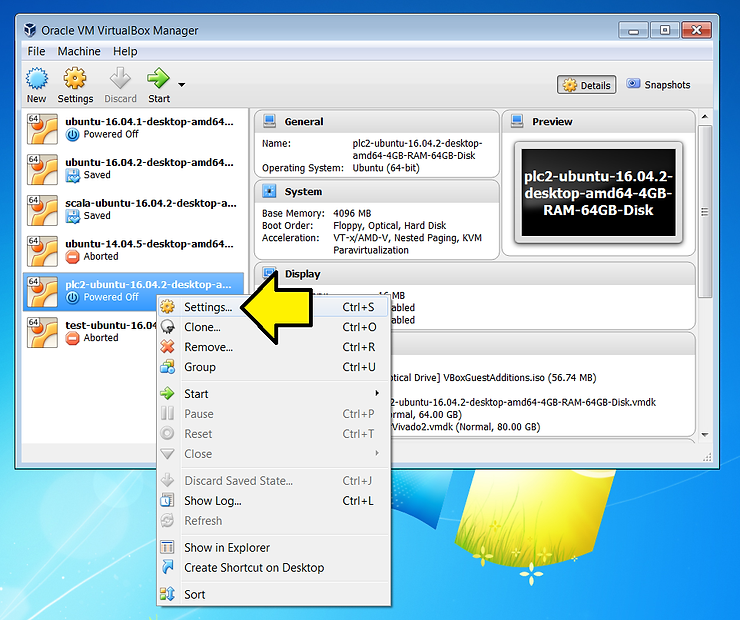 Oracle VM VirtualBox Manager
File Machine Help
New Settings Discard Start
Details Snapshots
ubuntu-16.04.1-desktop-amd64...
Powered Off
ubuntu-16.04.2-desktop-amd64...
Saved
scala-ubuntu-16.04.2-desktop-a...
Saved
ubuntu-14.04.5-desktop-amd64...
Aborted
plc2-ubuntu-16.04.2-desktop-a...
Powered Off
test-ubuntu-16.04
Aborted
64
64
64
64
64
64
General
Name: plc2-ubuntu-16.04.2-desktop-
amd64-4GB-RAM-64GB-Disk
Operating System: Ubuntu (64-bit)
System
Base Memory: 4096 MB
Boot Order: Floppy, Optical, Hard Disk
Acceleration: VT-x/AMD-V, Nested Paging, KVM
Paravirtualization
Preview
plc2-ubuntu-16.04.2-
desktop-amd64-4GB-
RAM-64GB-Disk
Display
16 MB
abled
abled
ptical Drive] VBoxGuestAdditions.iso (56.74 MB)
-ubuntu-16.04.2-desktop-amd64-4GB-RAM-64GB-Disk.vmdk
ormal, 64.00 GB)
Vivado2.vmdk (Normal, 80.00 GB)
Settings... Ctrl+S
Clone... Ctrl+O
Remove... Ctrl+R
Group Ctrl+U
Start
Pause Ctrl+P
Reset Ctrl+T
Close
Discard Saved State... Ctrl+J
Show Log... Ctrl+L
Refresh
Show in Explorer
Create Shortcut on Desktop
Sort